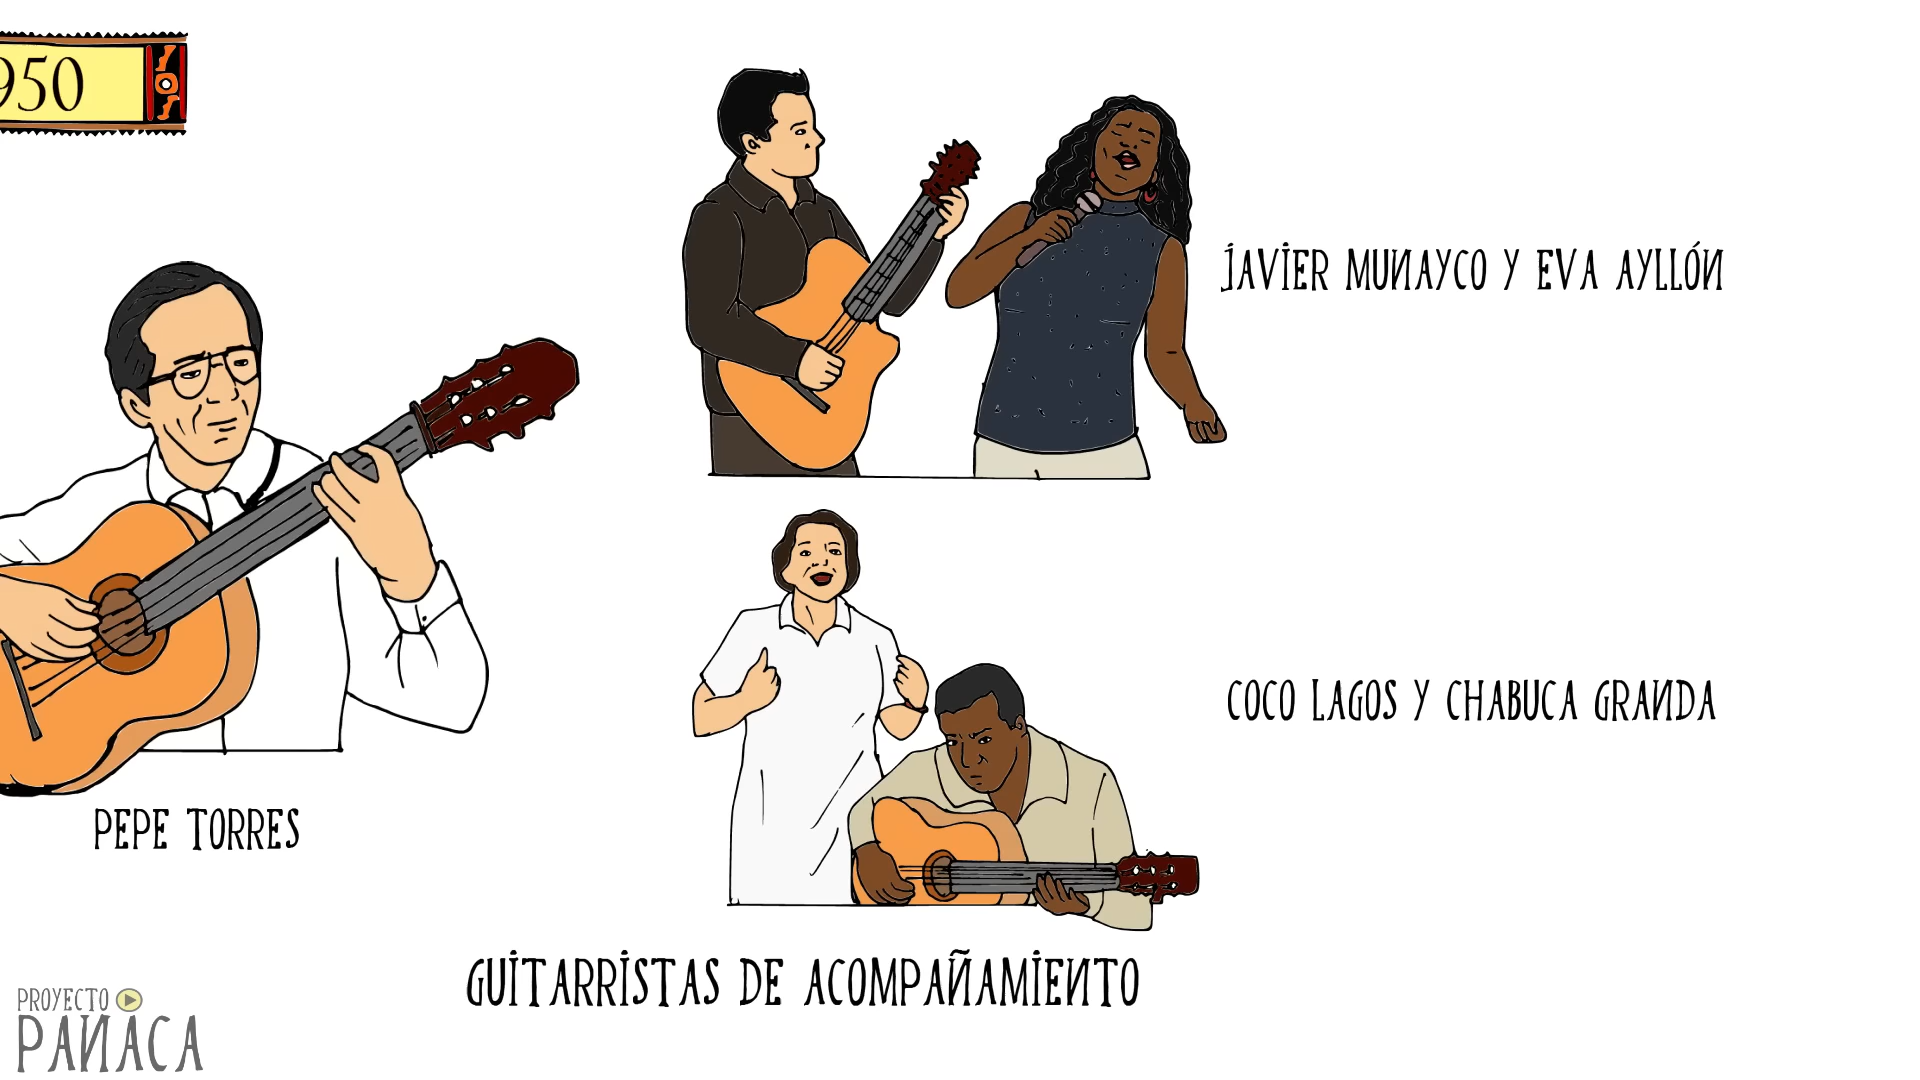 950
JAVIER MUNAYCO Y EVA AYLLÓN
COCO LAGOS Y CHABUCA GRANDA
PEPE TORRES
GUITARRISTAS DE ACOMPAÑAMIENTO
PROYECTO
PANACA